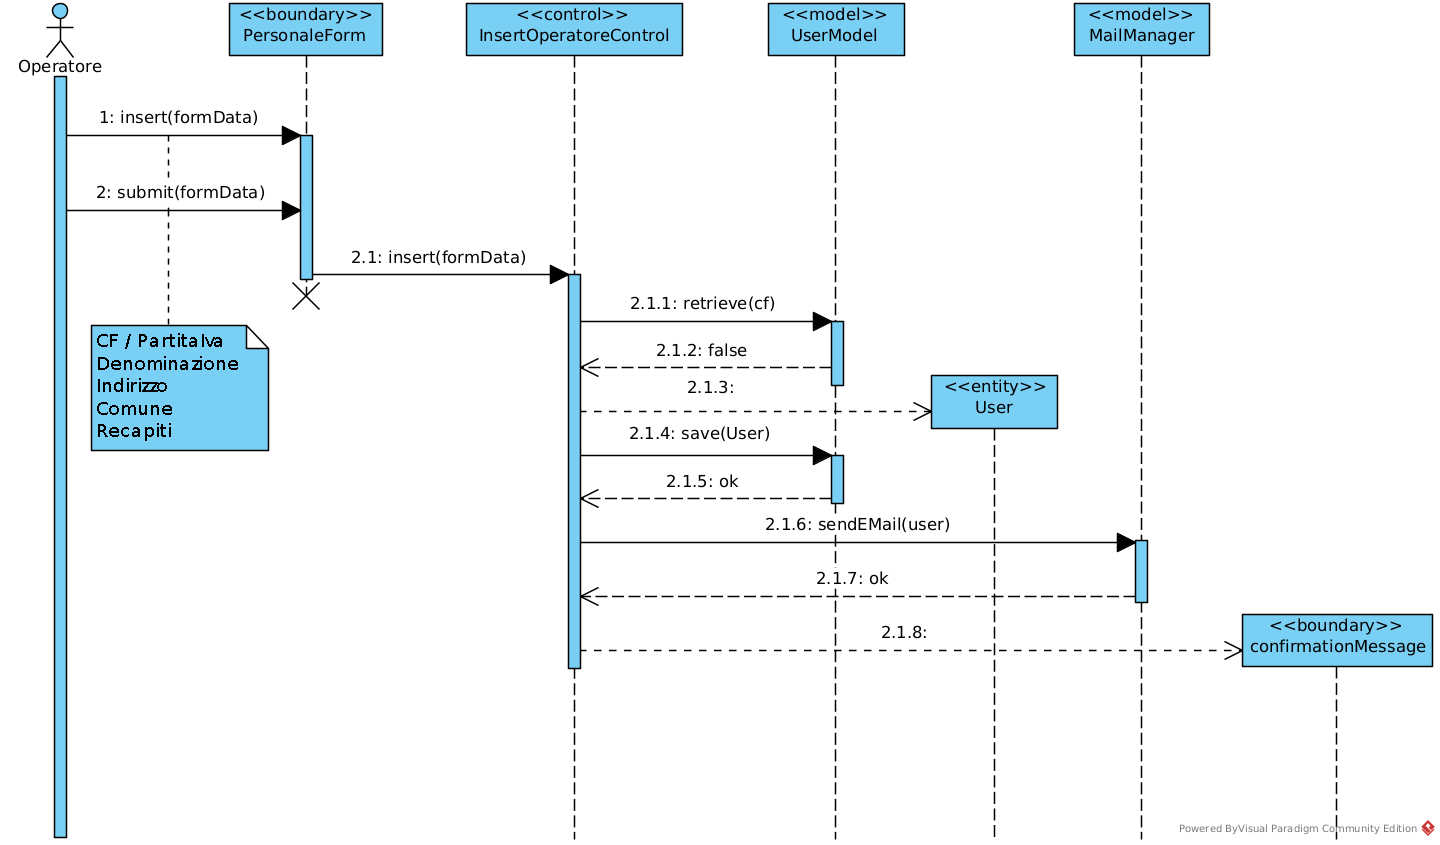 <<boundary>>
PersonaleForm
<<control>>
InsertOperatoreControl
<<model>>
UserModel
<<model>>
MailManager
Operatore
1: insert(formData)
2: submit(formData)
2.1: insert(formData)
2.1.1: retrieve(cf)
CF / PartitaIva
Denominazione
Indirizzo
Comune
Recapiti
2.1.2: false
2.1.3:
<<entity>>
User
2.1.4: save(User)
2.1.5: ok
2.1.6: sendEMail(user)
2.1.7: ok
2.1.8:
<<boundary>>
confirmationMessage
Powered ByVisual Paradigm Community Edition